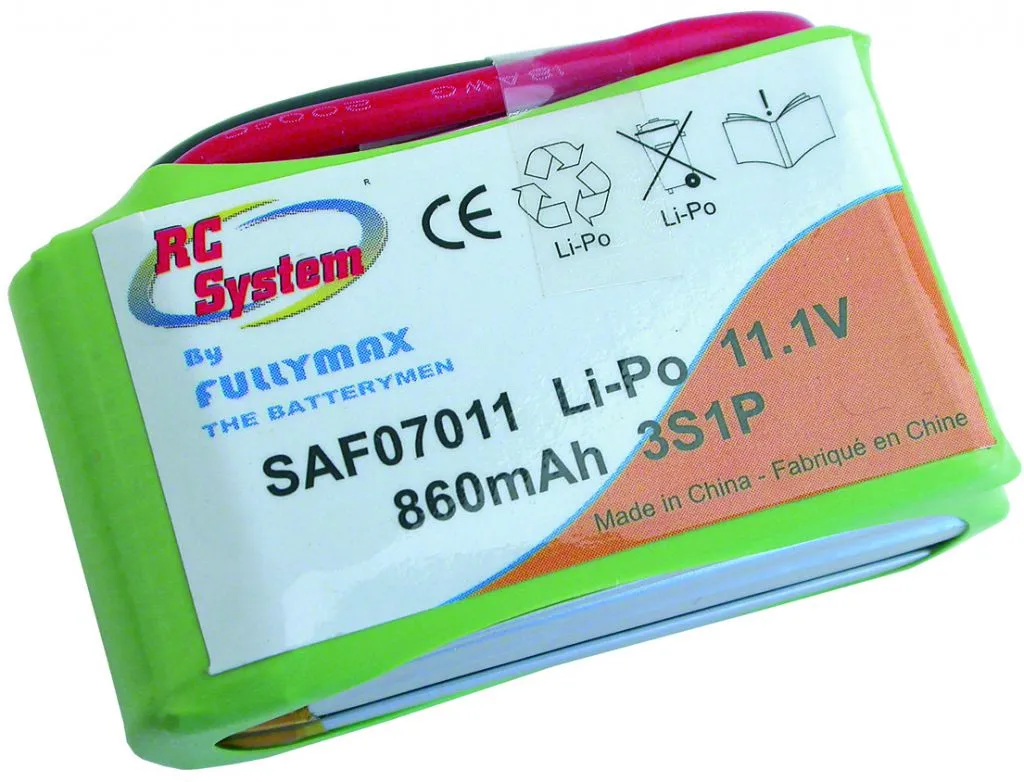 ®
RC
System
By
FULLYMAX
THE BATTERYMEN
CE
Li-Po
Li-Po
!
SAF07011 Li-Po 11.1V
860mAh 3S1P
Made in China - Fabriqué en Chine